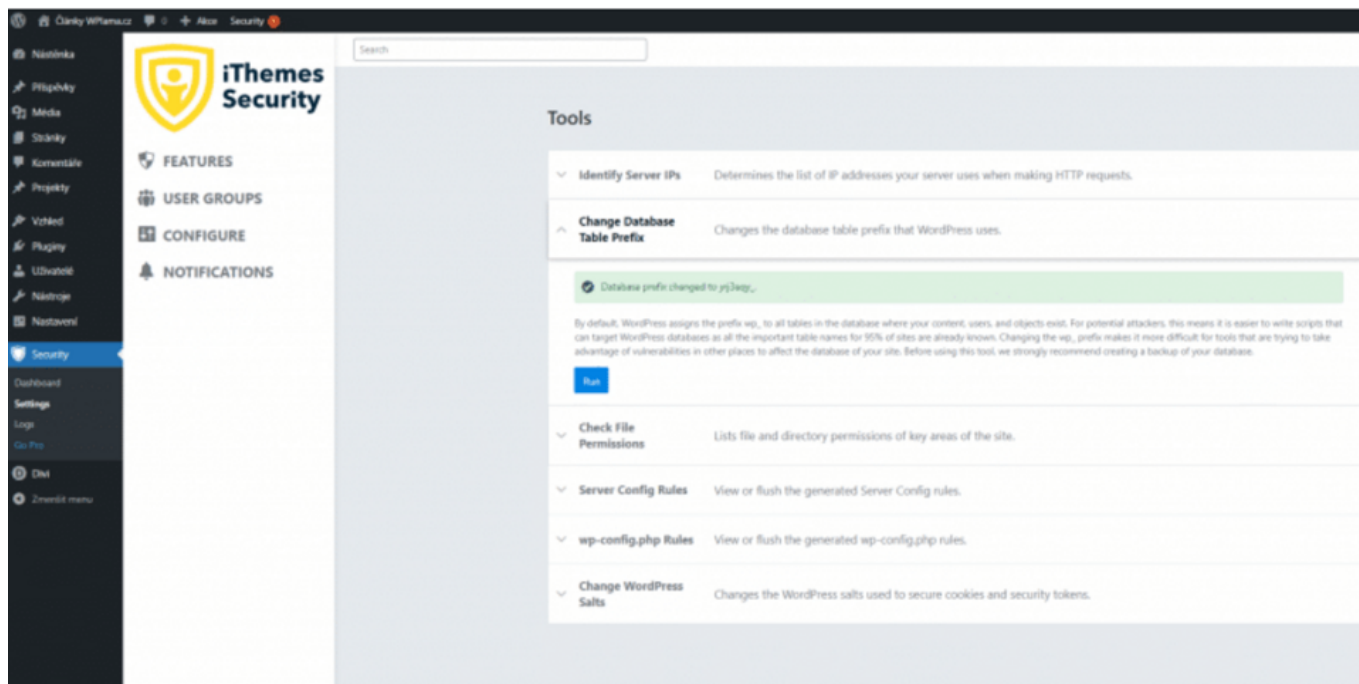 Články WPlama.cz 0 + Akce Security
Nástěnka
Příspěvky
Média
Stránky
Komentáře
Projekty
Vzhled
Pluginy
Uživatelé
Nástroje
Nastavení
Security
Dashboard
Settings
Logs
Go Pro
Divi
Zmenšit menu
iThemes
Security
FEATURES
USER GROUPS
CONFIGURE
NOTIFICATIONS
Search
Tools
Identify Server IPs Determines the list of IP addresses your server uses when making HTTP requests.
Change Database
Table Prefix
Changes the database table prefix that WordPress uses.
Database prefix changed to
By default, WordPress assigns the prefix wp_ to all tables in the database where your content, users, and objects exist. For potential attackers, this means it is easier to write scripts that
can target WordPress databases as all the important table names for 95% of sites are already known. Changing the wp_ prefix makes it more difficult for tools that are trying to take
advantage of vulnerabilities in other places to affect the database of your site. Before using this tool, we strongly recommend creating a backup of your database.
Run
Check File
Permissions
Lists file and directory permissions of key areas of the site.
Server Config Rules View or flush the generated Server Config rules.
wp-config.php Rules View or flush the generated wp-config.php rules.
Change WordPress
Salts
Changes the WordPress salts used to secure cookies and security tokens.